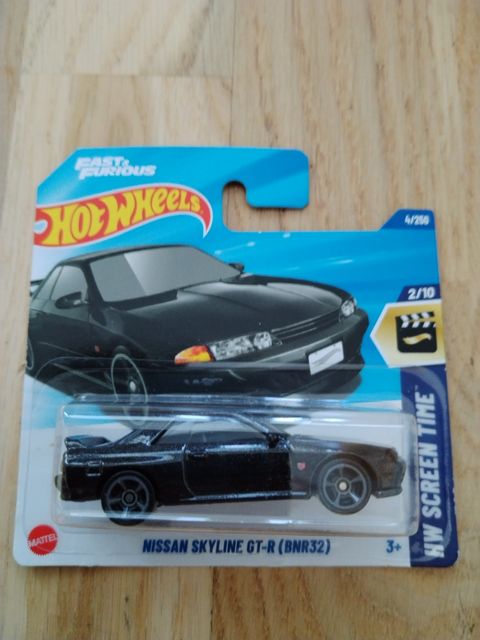 FAST & FURIOUS
HOT WHEELS
4/250
2/10
HW SCREEN TIME
MATTEL
NISSAN SKYLINE GT-R (BNR32)
3+